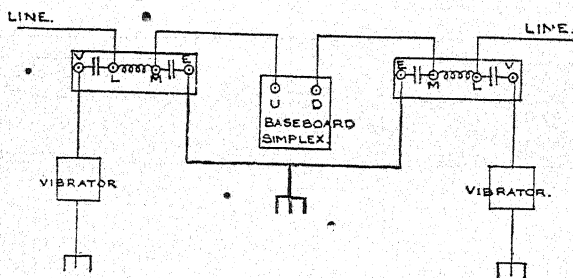 LINE.
LINE.
V L M E
E M L V
U D
BASEBOARD
SIMPLEX.
VIBRATOR
VIBRATOR.